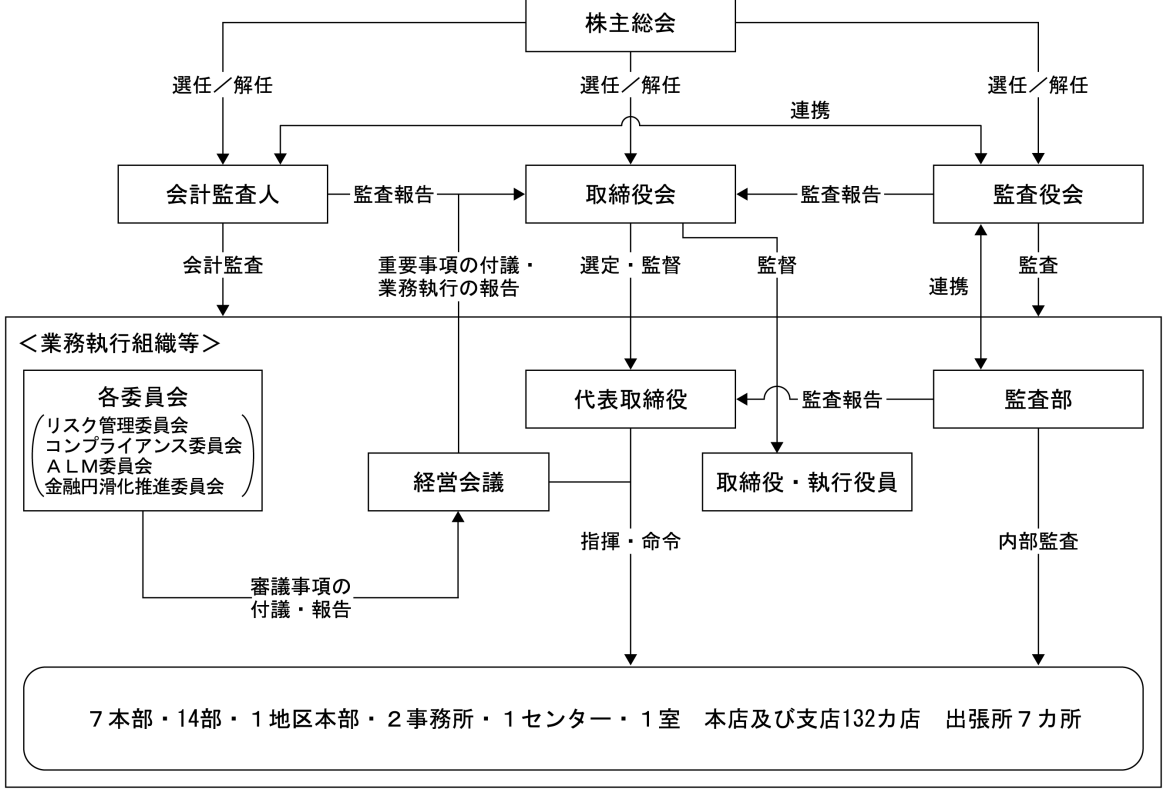 株主総会
選任／解任
選任／解任
選任／解任
連携
会計監査人
監査報告
取締役会
監査報告
監査役会
会計監査
重要事項の付議・
業務執行の報告
選定・監督
監督
連携
監査
＜業務執行組織等＞
各委員会
リスク管理委員会
コンプライアンス委員会
ＡＬＭ委員会
金融円滑化推進委員会
代表取締役
監査報告
監査部
経営会議
取締役・執行役員
指揮・命令
内部監査
審議事項の
付議・報告
７本部・14部・１地区本部・２事務所・１センター・１室　本店及び支店132カ店　出張所７カ所